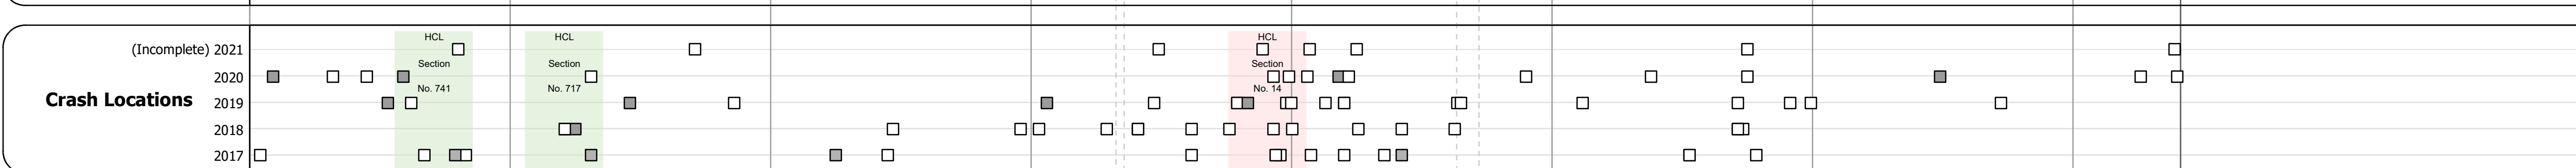 HCL
HCL
HCL
(Incomplete) 2021
Section
Section
Section
2020
No. 741
No. 717
No. 14
Crash Locations
2019
2018
2017